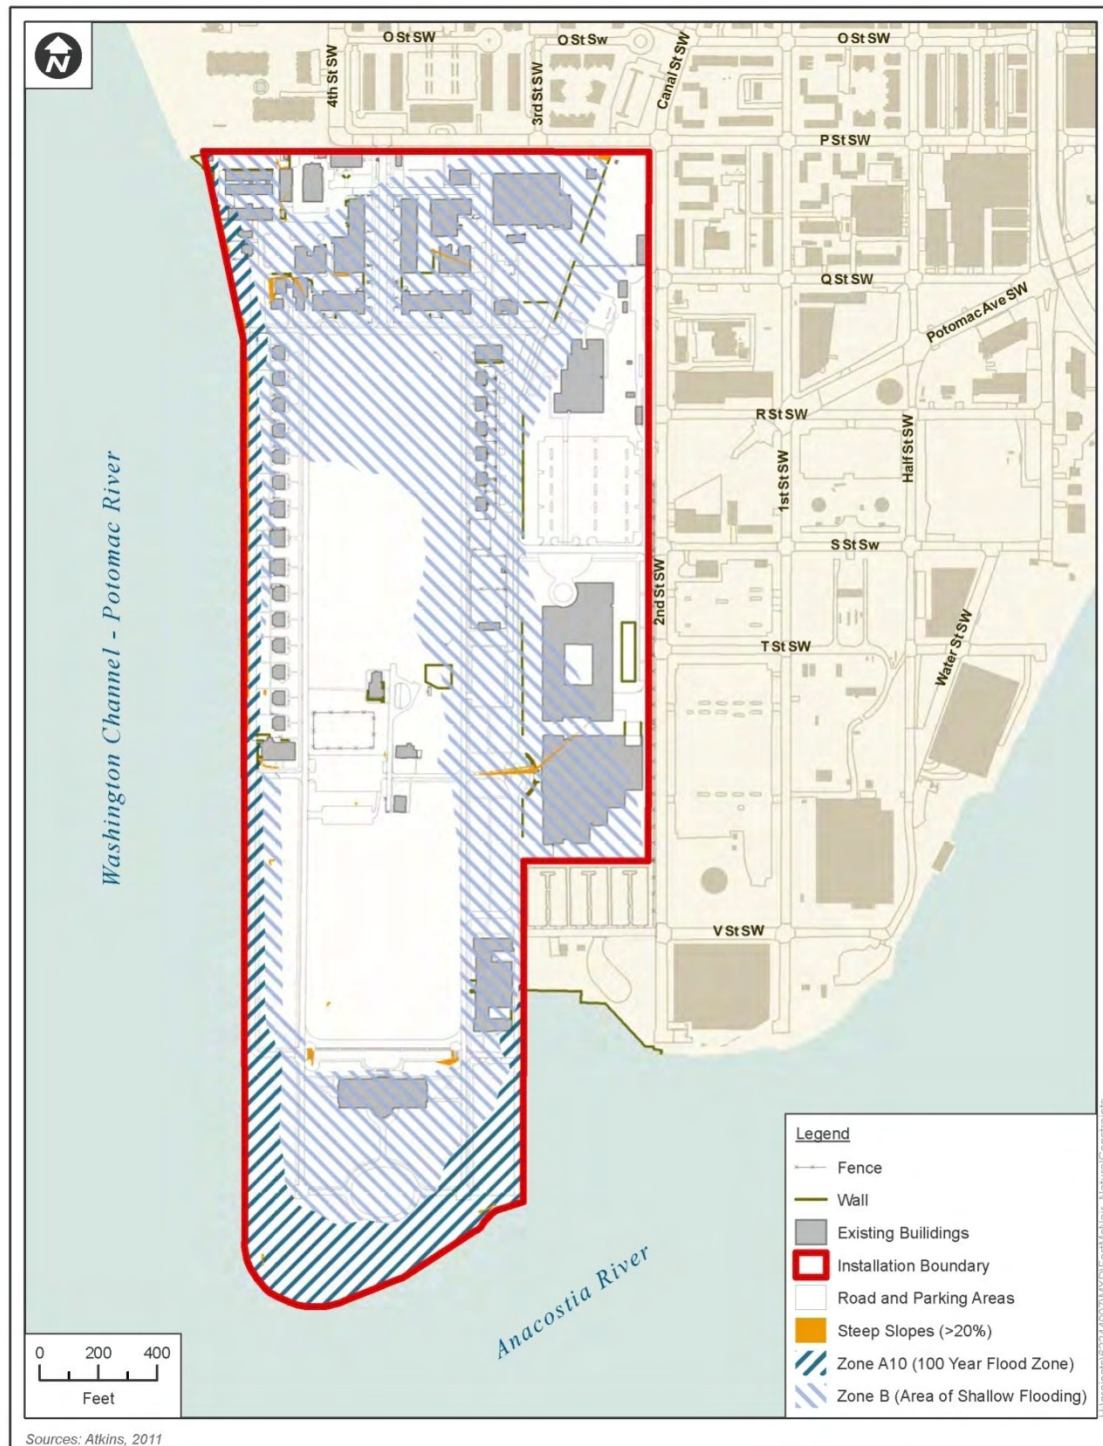 N
O St SW
O St Sw
O St SW
4th St SW
3rd St SW
Canal St SW
P St SW
Q St SW
Potomac Ave SW
R St SW
1st St SW
Half St SW
S St Sw
2nd St SW
T St SW
Water St SW
V St SW
Washington Channel - Potomac River
Anacostia River
Legend
Fence
Wall
Existing Buildings
Installation Boundary
Road and Parking Areas
Steep Slopes (>20%)
Zone A10 (100 Year Flood Zone)
Zone B (Area of Shallow Flooding)
0 200 400
Feet
Sources: Atkins, 2011